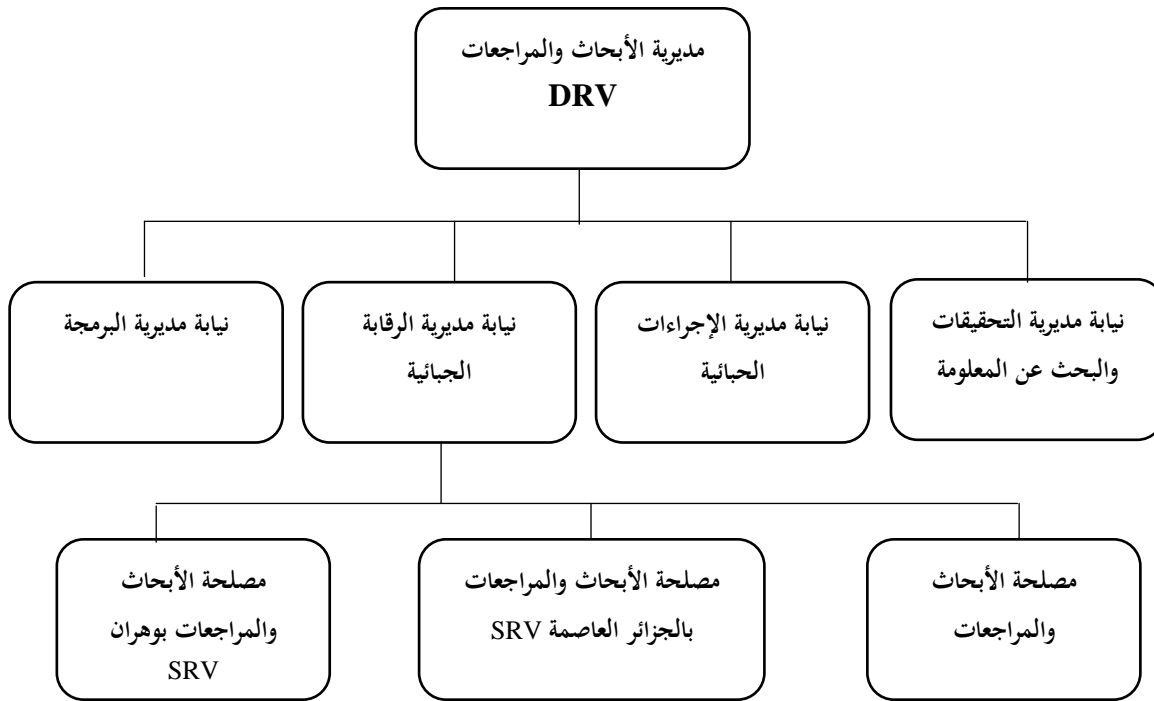 مديرية الأبحاث والمراجعات
DRV
نيابة مديرية التحقيقات
والبحث عن المعلومة
نيابة مديرية الإجراءات
الحبائية
نيابة مديرية الرقابة
الجبائية
نيابة مديرية البرمجة
مصلحة الأبحاث
والمراجعات
مصلحة الأبحاث والمراجعات
بالجزائر العاصمة SRV
مصلحة الأبحاث
والمراجعات بوهران
SRV